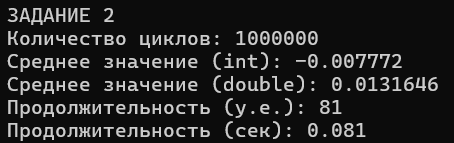 ЗАДАНИЕ 2
Количество циклов: 1000000
Среднее значение (int): -0.007772
Среднее значение (double): 0.0131646
Продолжительность (у.е.): 81
Продолжительность (сек): 0.081